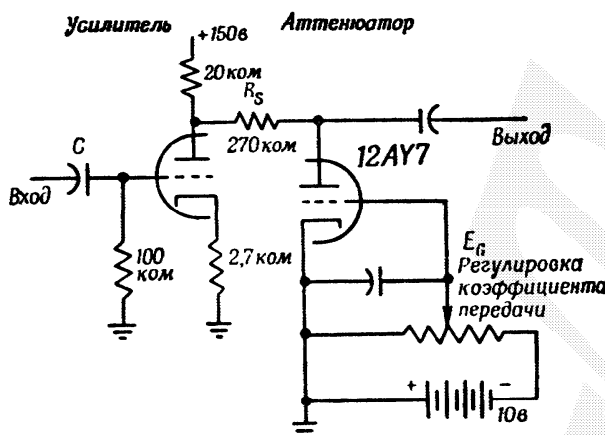 Усилитель
Аттенюатор
+150в
20 ком
R_S
270 ком
C
Вход
12AY7
Выход
100
ком
2,7 ком
E_G
Регулировка
коэффициента
передачи
+
-
10в